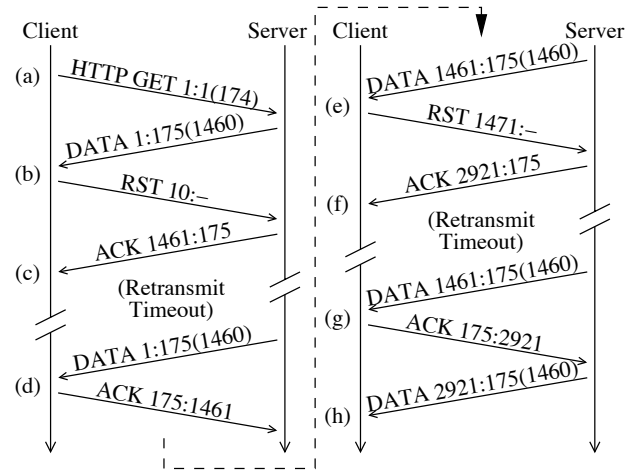 Client
Server
(a)
HTTP GET 1:1(174)
DATA 1:175(1460)
(b)
RST 10:–
ACK 1461:175
(c)
(Retransmit
Timeout)
DATA 1:175(1460)
(d)
ACK 175:1461
Client
Server
DATA 1461:175(1460)
(e)
RST 1471:–
ACK 2921:175
(f)
(Retransmit
Timeout)
DATA 1461:175(1460)
(g)
ACK 175:2921
DATA 2921:175(1460)
(h)